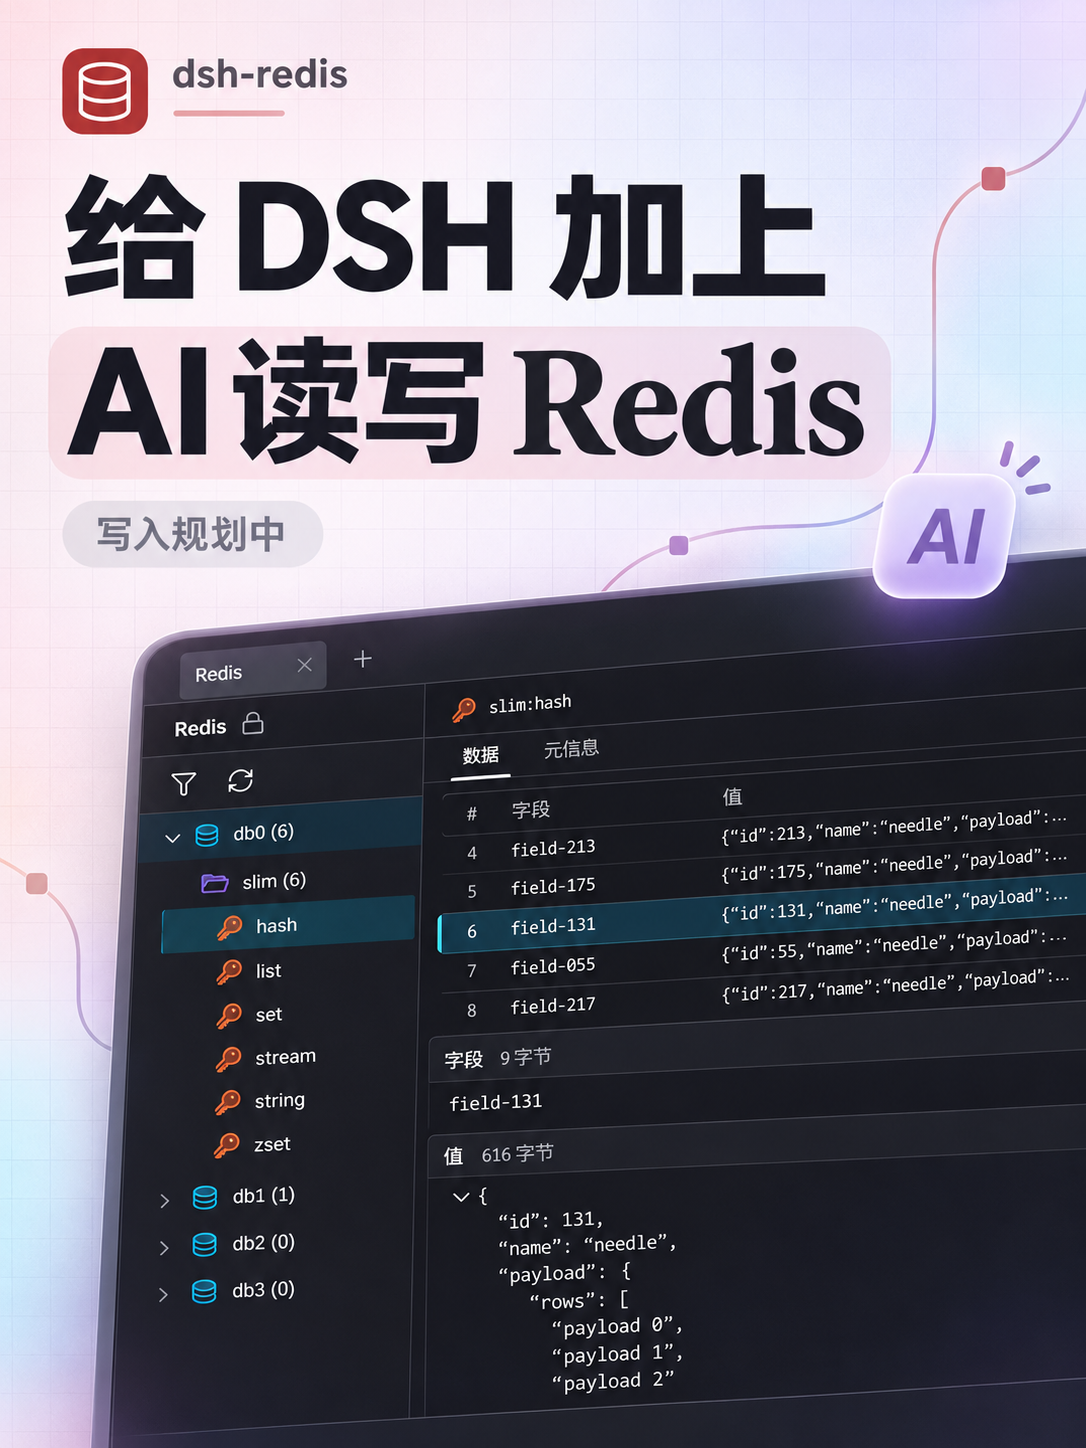 dsh-redis
给 DSH 加上
AI 读写 Redis
写入规划中
AI
Redis
Redis
db0 (6)
slim (6)
hash
list
set
stream
string
zset
db1 (1)
db2 (0)
db3 (0)
slim:hash
数据 元信息
# 字段 值
4 field-213 {“id”:213,“name”:“needle”,“payload”:...
5 field-175 {“id”:175,“name”:“needle”,“payload”:...
6 field-131 {“id”:131,“name”:“needle”,“payload”:...
7 field-055 {“id”:55,“name”:“needle”,“payload”:...
8 field-217 {“id”:217,“name”:“needle”,“payload”:...
字段 9 字节
field-131
值 616 字节
{
“id”: 131,
“name”: “needle”,
“payload”: {
“rows”: [
“payload 0”,
“payload 1”,
“payload 2”